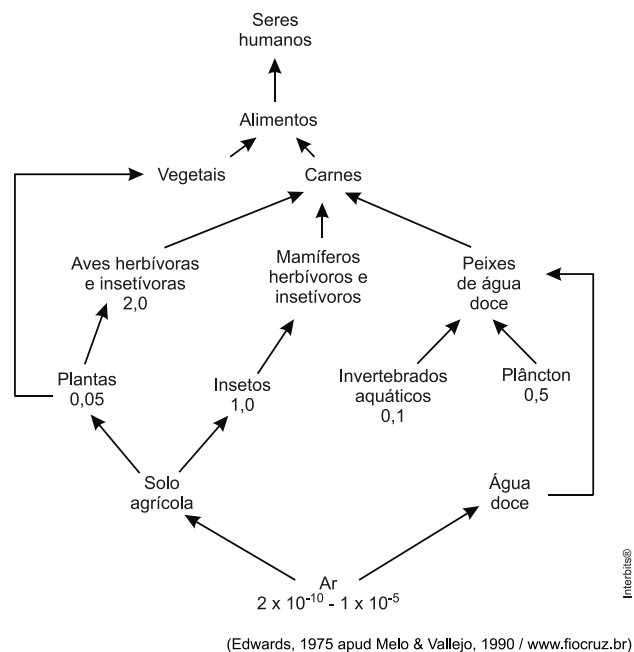 Seres
humanos
Alimentos
Vegetais
Carnes
Aves herbívoras
e insetívoras
2,0
Mamíferos
herbívoros e
insetívoros
Peixes
de água
doce
Plantas
0,05
Insetos
1,0
Invertebrados
aquáticos
0,1
Plâncton
0,5
Solo
agrícola
Água
doce
Ar
2 x 10⁻¹⁰ - 1 x 10⁻⁵
Interbits®
(Edwards, 1975 apud Melo & Vallejo, 1990 / www.fiocruz.br)